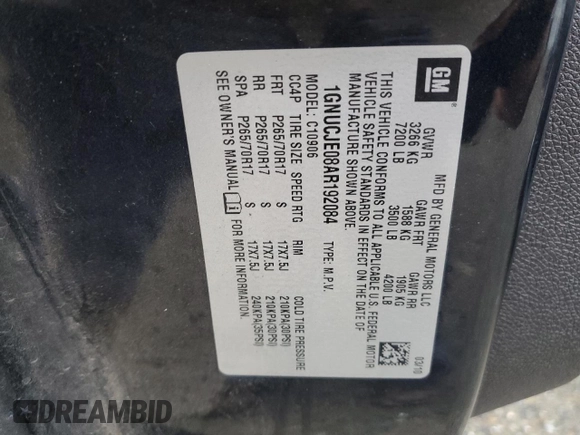 GM
®
MFD BY GENERAL MOTORS LLC
GVWR GAWR FRT GAWR RR
3266 KG 1588 KG 1905 KG
7200 LB 3500 LB 4200 LB
03/10
THIS VEHICLE CONFORMS TO ALL APPLICABLE U.S. FEDERAL MOTOR
VEHICLE SAFETY STANDARDS IN EFFECT ON THE DATE OF
MANUFACTURE SHOWN ABOVE.
1GNUCJE08AR192084 TYPE: M.P.V.
MODEL: C10906
CC4P TIRE SIZE SPEED RTG RIM COLD TIRE PRESSURE
FRT P265/70R17 S 17X7.5J 210KPA(30PSI)
RR P265/70R17 S 17X7.5J 210KPA(30PSI)
SPA P265/70R17 S 17X7.5J 240KPA(35PSI)
SEE OWNER'S MANUAL FOR MORE INFORMATION.
DREAMBID